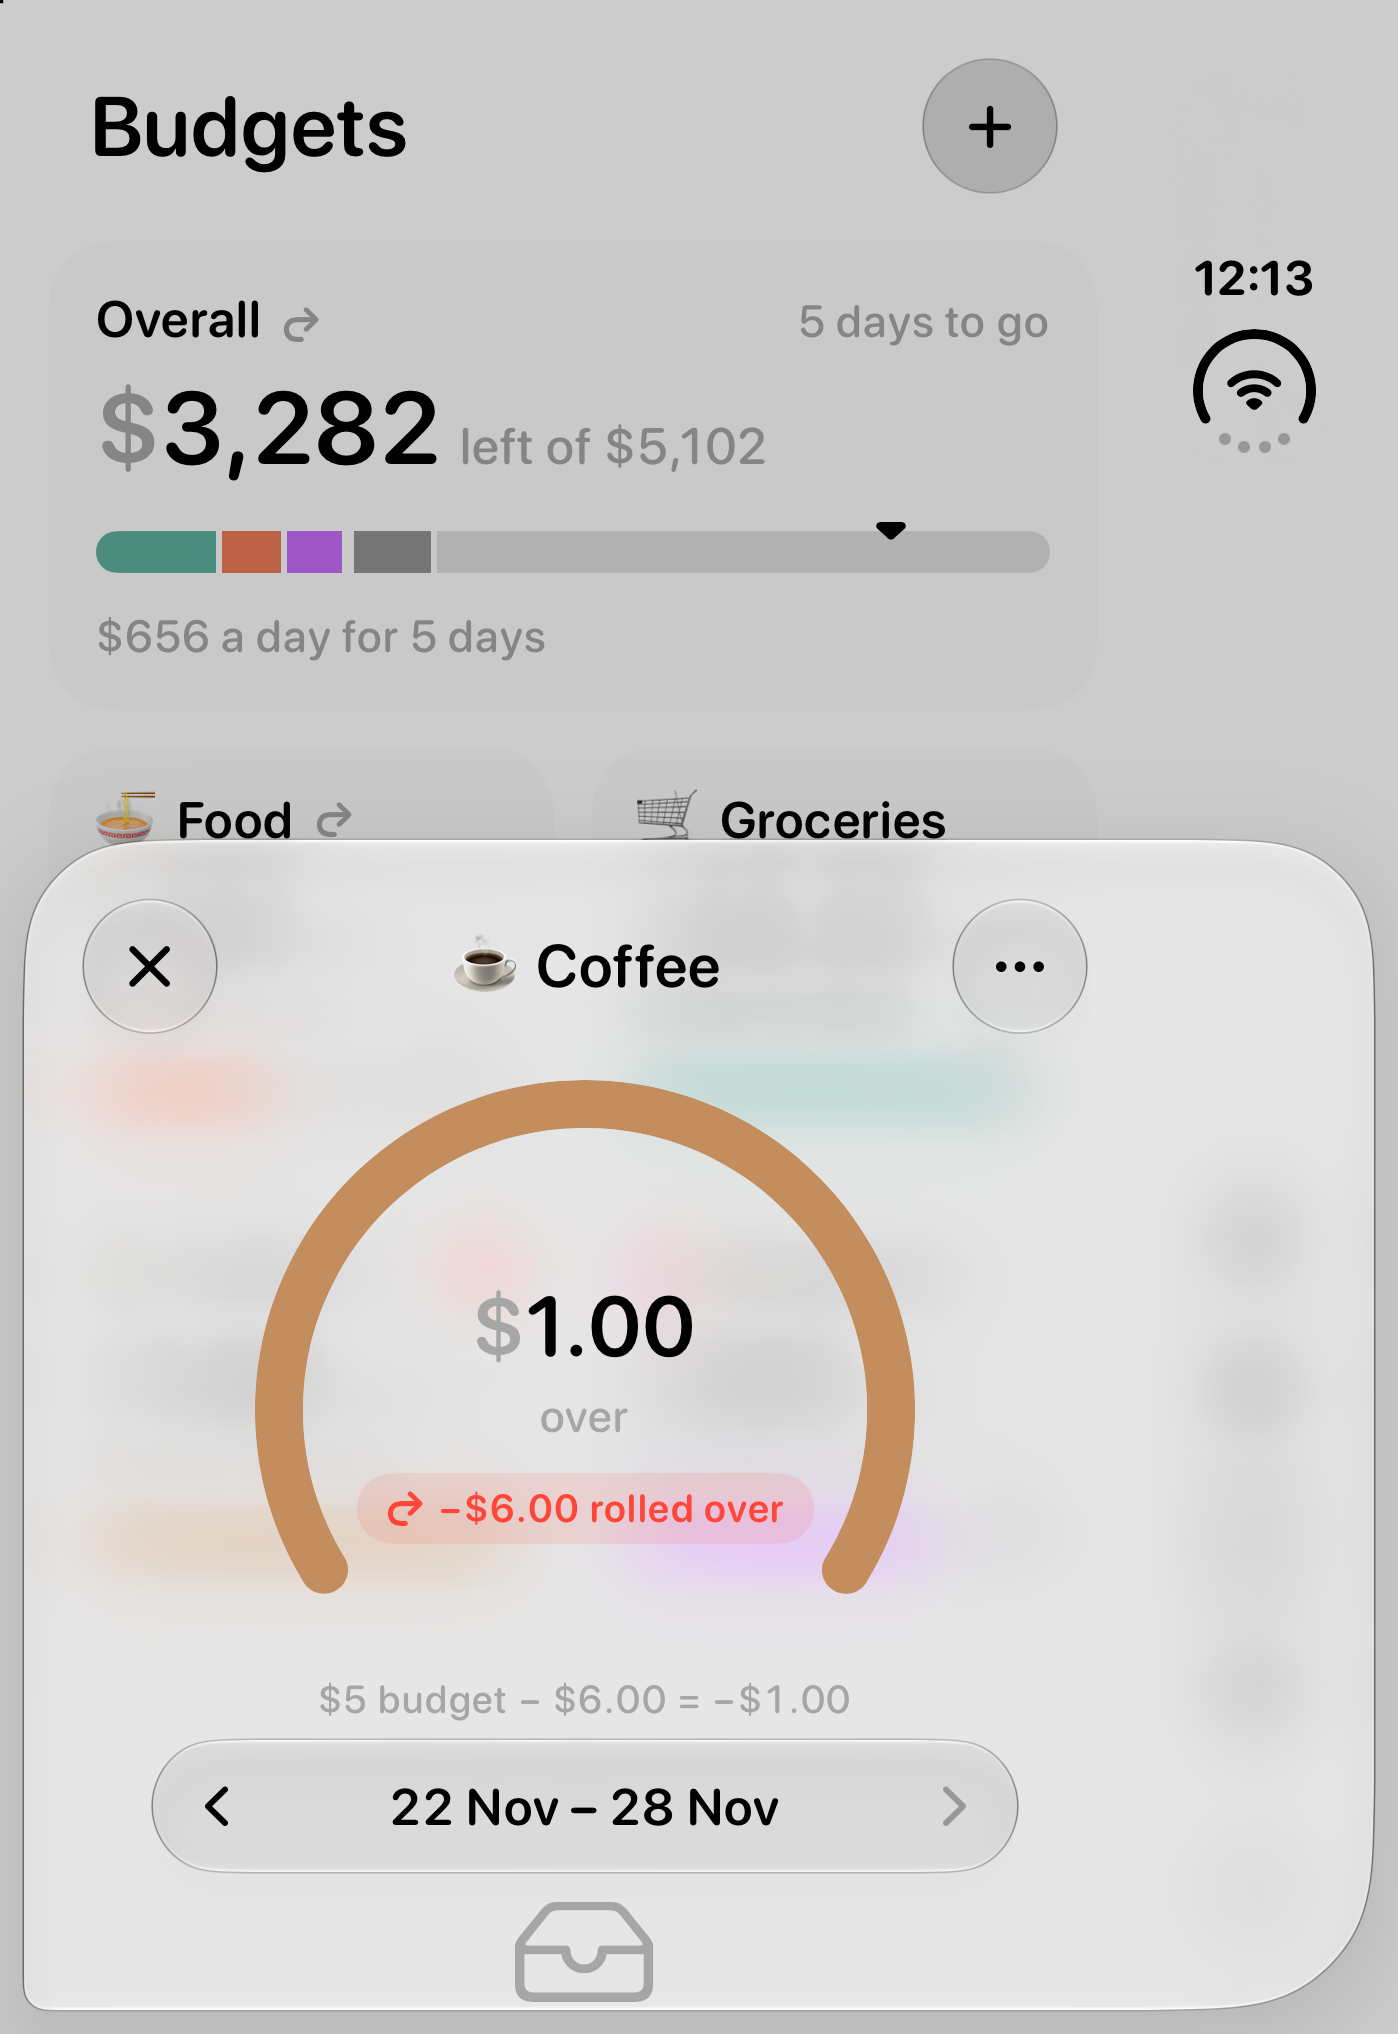 Budgets
12:13
Overall
5 days to go
$3,282 left of $5,102
$656 a day for 5 days
Food
Groceries
Coffee
$1.00
over
−$6.00 rolled over
$5 budget − $6.00 = −$1.00
22 Nov – 28 Nov